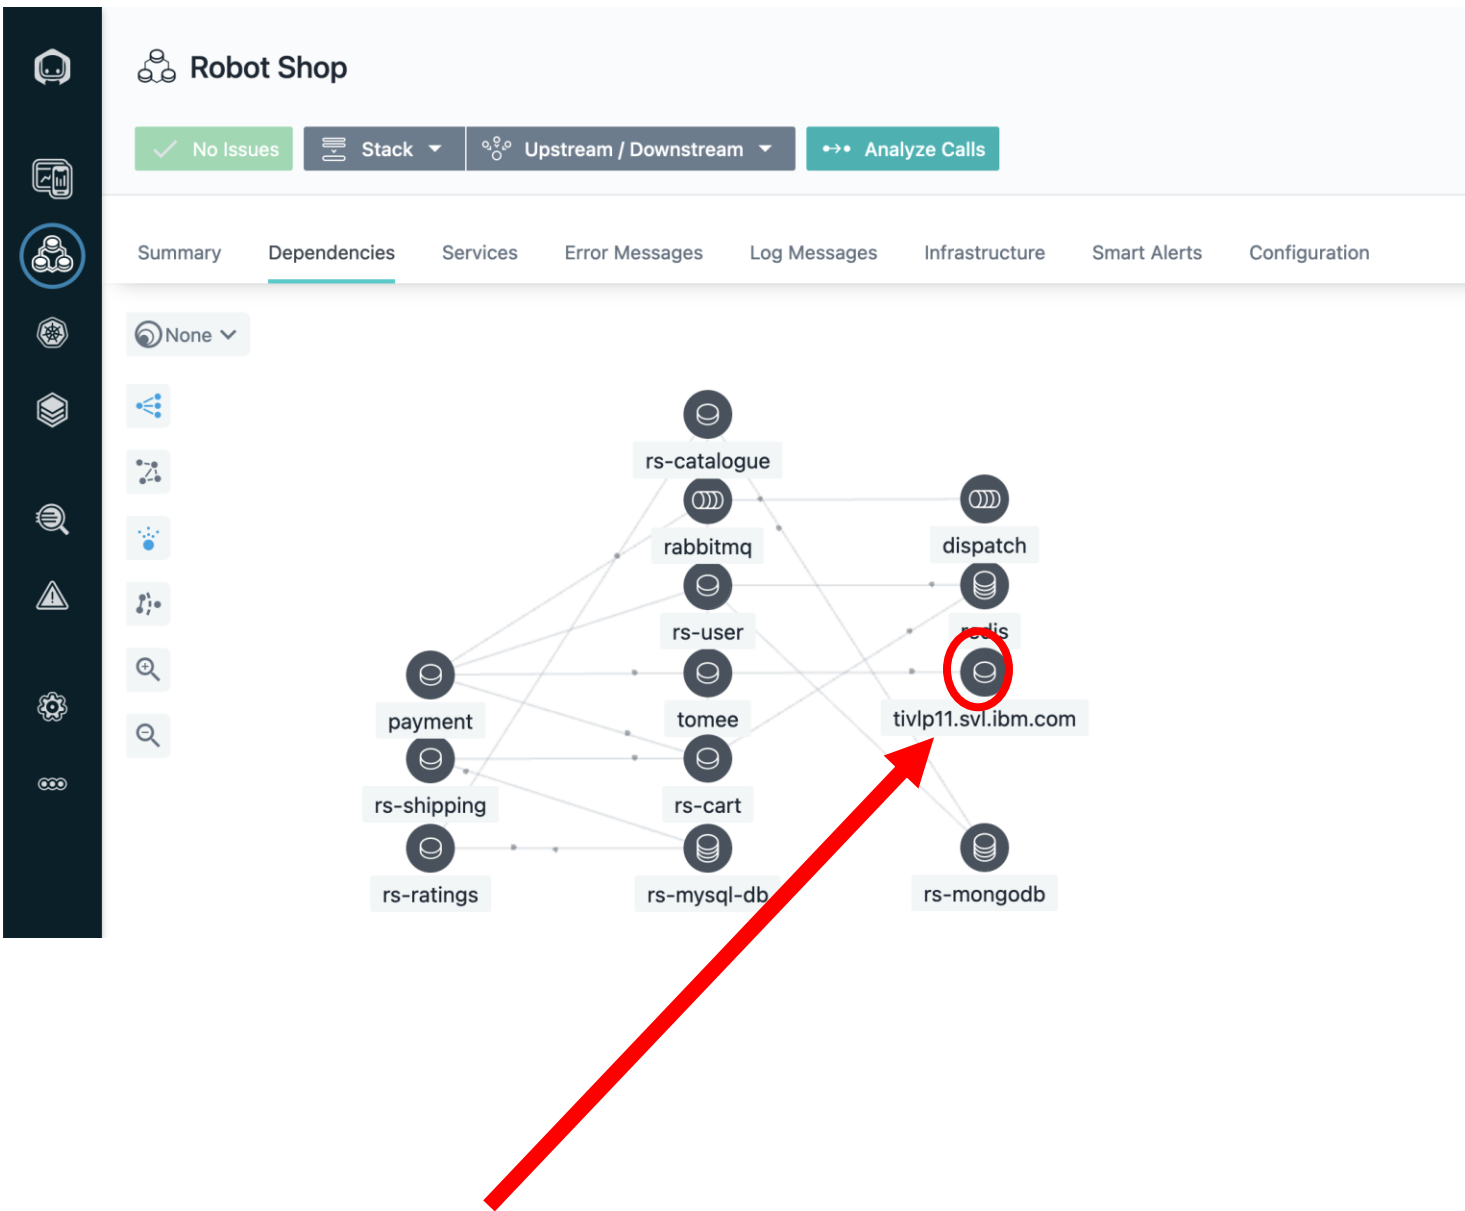 Robot Shop
No Issues
Stack
Upstream / Downstream
Analyze Calls
Summary
Dependencies
Services
Error Messages
Log Messages
Infrastructure
Smart Alerts
Configuration
None
rs-catalogue
rabbitmq
dispatch
rs-user
redis
payment
tomee
tivlp11.svl.ibm.com
rs-shipping
rs-cart
rs-ratings
rs-mysql-db
rs-mongodb